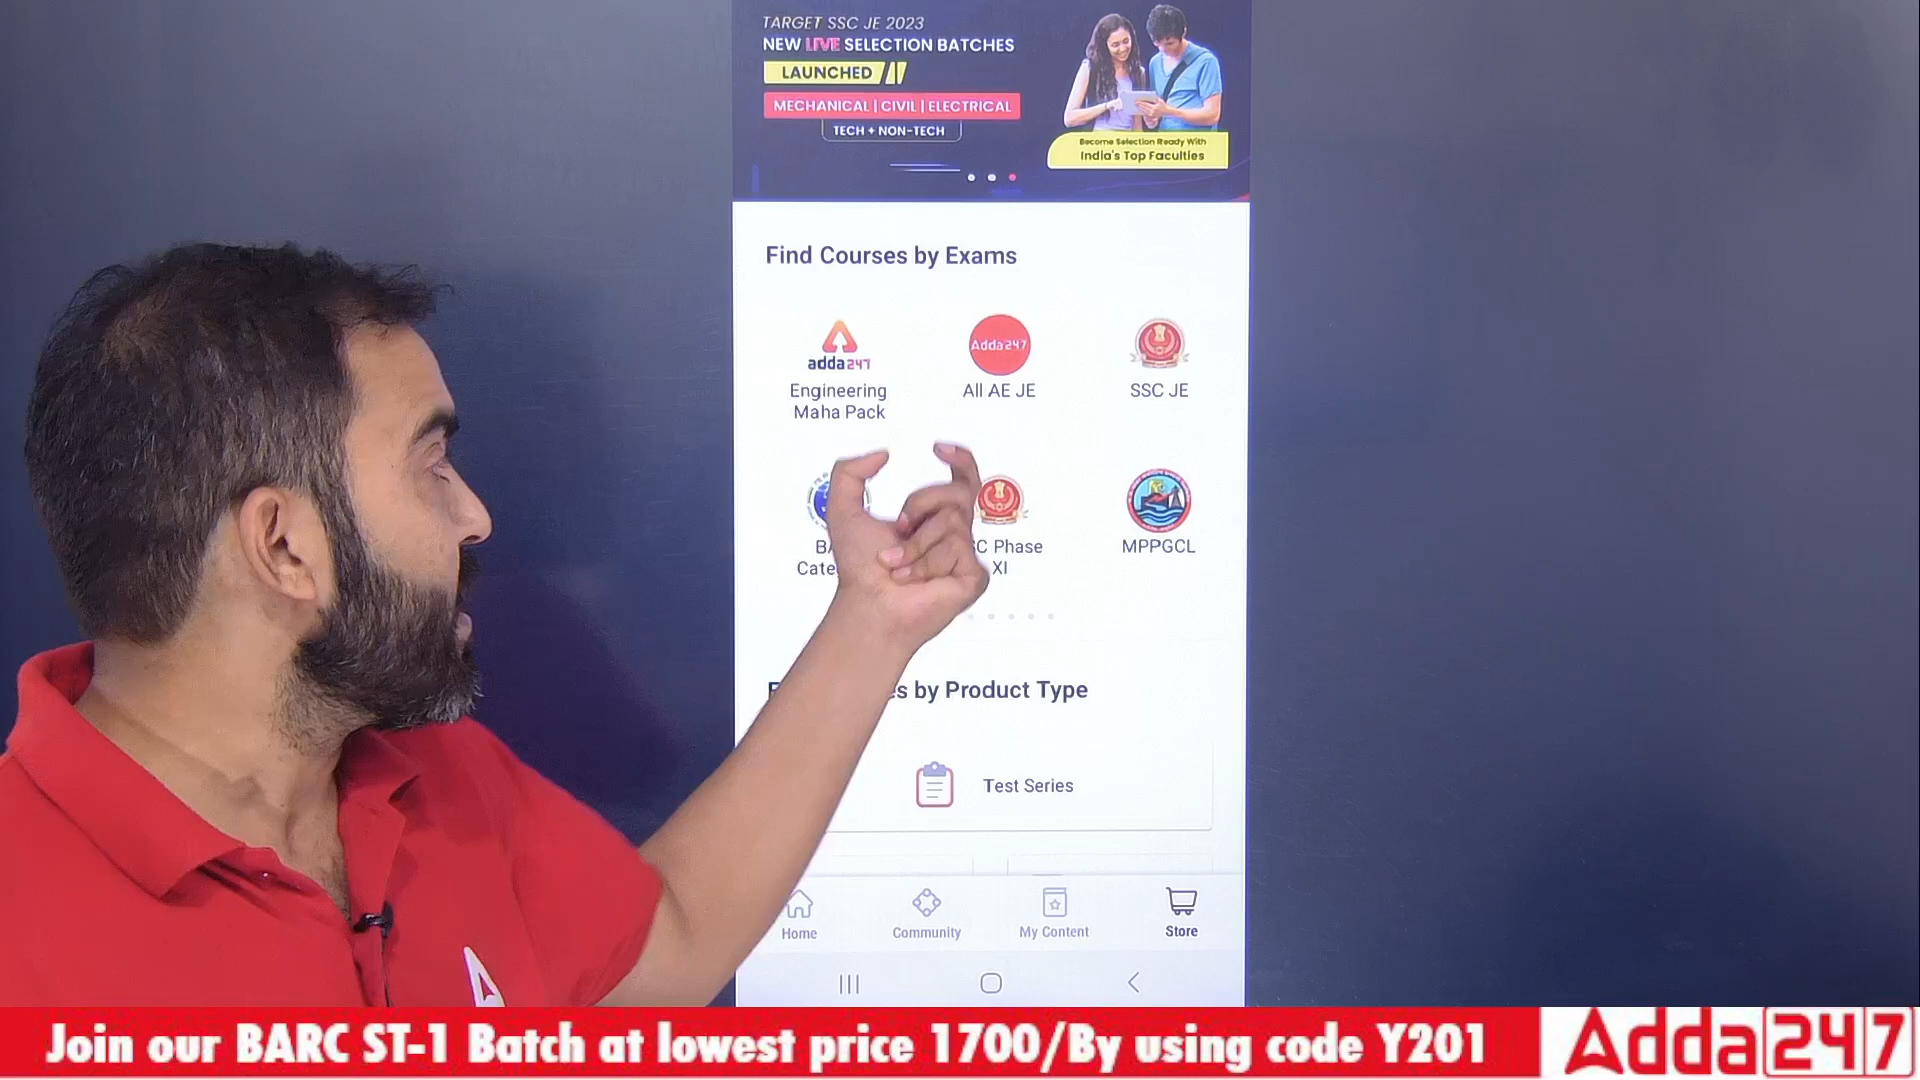 TARGET SSC JE 2023
NEW LIVE SELECTION BATCHES
LAUNCHED
MECHANICAL | CIVIL | ELECTRICAL
TECH + NON-TECH
Become Selection Ready With
India's Top Faculties
Find Courses by Exams
adda247
Engineering
Maha Pack
Adda247
All AE JE
SSC JE
C Phase
XI
MPPGCL
es by Product Type
Test Series
Home
Community
My Content
Store
Join our BARC ST-1 Batch at lowest price 1700/By using code Y201
Adda247